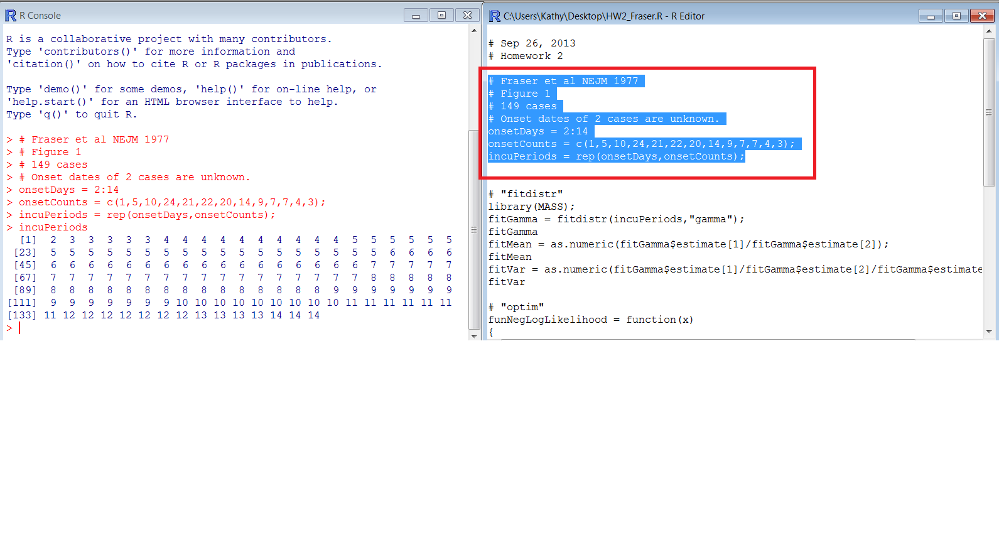 R Console
R is a collaborative project with many contributors.
Type 'contributors()' for more information and
'citation()' on how to cite R or R packages in publications.
Type 'demo()' for some demos, 'help()' for on-line help, or
'help.start()' for an HTML browser interface to help.
Type 'q()' to quit R.
> # Fraser et al NEJM 1977
> # Figure 1
> # 149 cases
> # Onset dates of 2 cases are unknown.
> onsetDays = 2:14
> onsetCounts = c(1,5,10,24,21,22,20,14,9,7,7,4,3);
> incuPeriods = rep(onsetDays,onsetCounts);
> incuPeriods
[1] 2 3 3 3 3 3 4 4 4 4 4 4 4 4 4 4 5 5 5 5 5 5
[23] 5 5 5 5 5 5 5 5 5 5 5 5 5 5 5 5 5 5 6 6 6 6
[45] 6 6 6 6 6 6 6 6 6 6 6 6 6 6 6 6 6 7 7 7 7 7
[67] 7 7 7 7 7 7 7 7 7 7 7 7 7 7 7 7 7 8 8 8 8 8
[89] 8 8 8 8 8 8 8 8 8 8 8 8 8 8 8 9 9 9 9 9 9 9
[111] 9 9 9 9 9 9 9 10 10 10 10 10 10 10 10 10 11 11 11 11 11 11
[133] 11 12 12 12 12 12 12 12 13 13 13 13 14 14 14
>
C:\Users\Kathy\Desktop\HW2_Fraser.R - R Editor
# Sep 26, 2013
# Homework 2
# Fraser et al NEJM 1977
# Figure 1
# 149 cases
# Onset dates of 2 cases are unknown.
onsetDays = 2:14
onsetCounts = c(1,5,10,24,21,22,20,14,9,7,7,4,3);
incuPeriods = rep(onsetDays,onsetCounts);
# "fitdistr"
library(MASS);
fitGamma = fitdistr(incuPeriods,"gamma");
fitGamma
fitMean = as.numeric(fitGamma$estimate[1]/fitGamma$estimate[2]);
fitMean
fitVar = as.numeric(fitGamma$estimate[1]/fitGamma$estimate[2]/fitGamma$estimate
fitVar
# "optim"
funNegLogLikelihood = function(x)
{